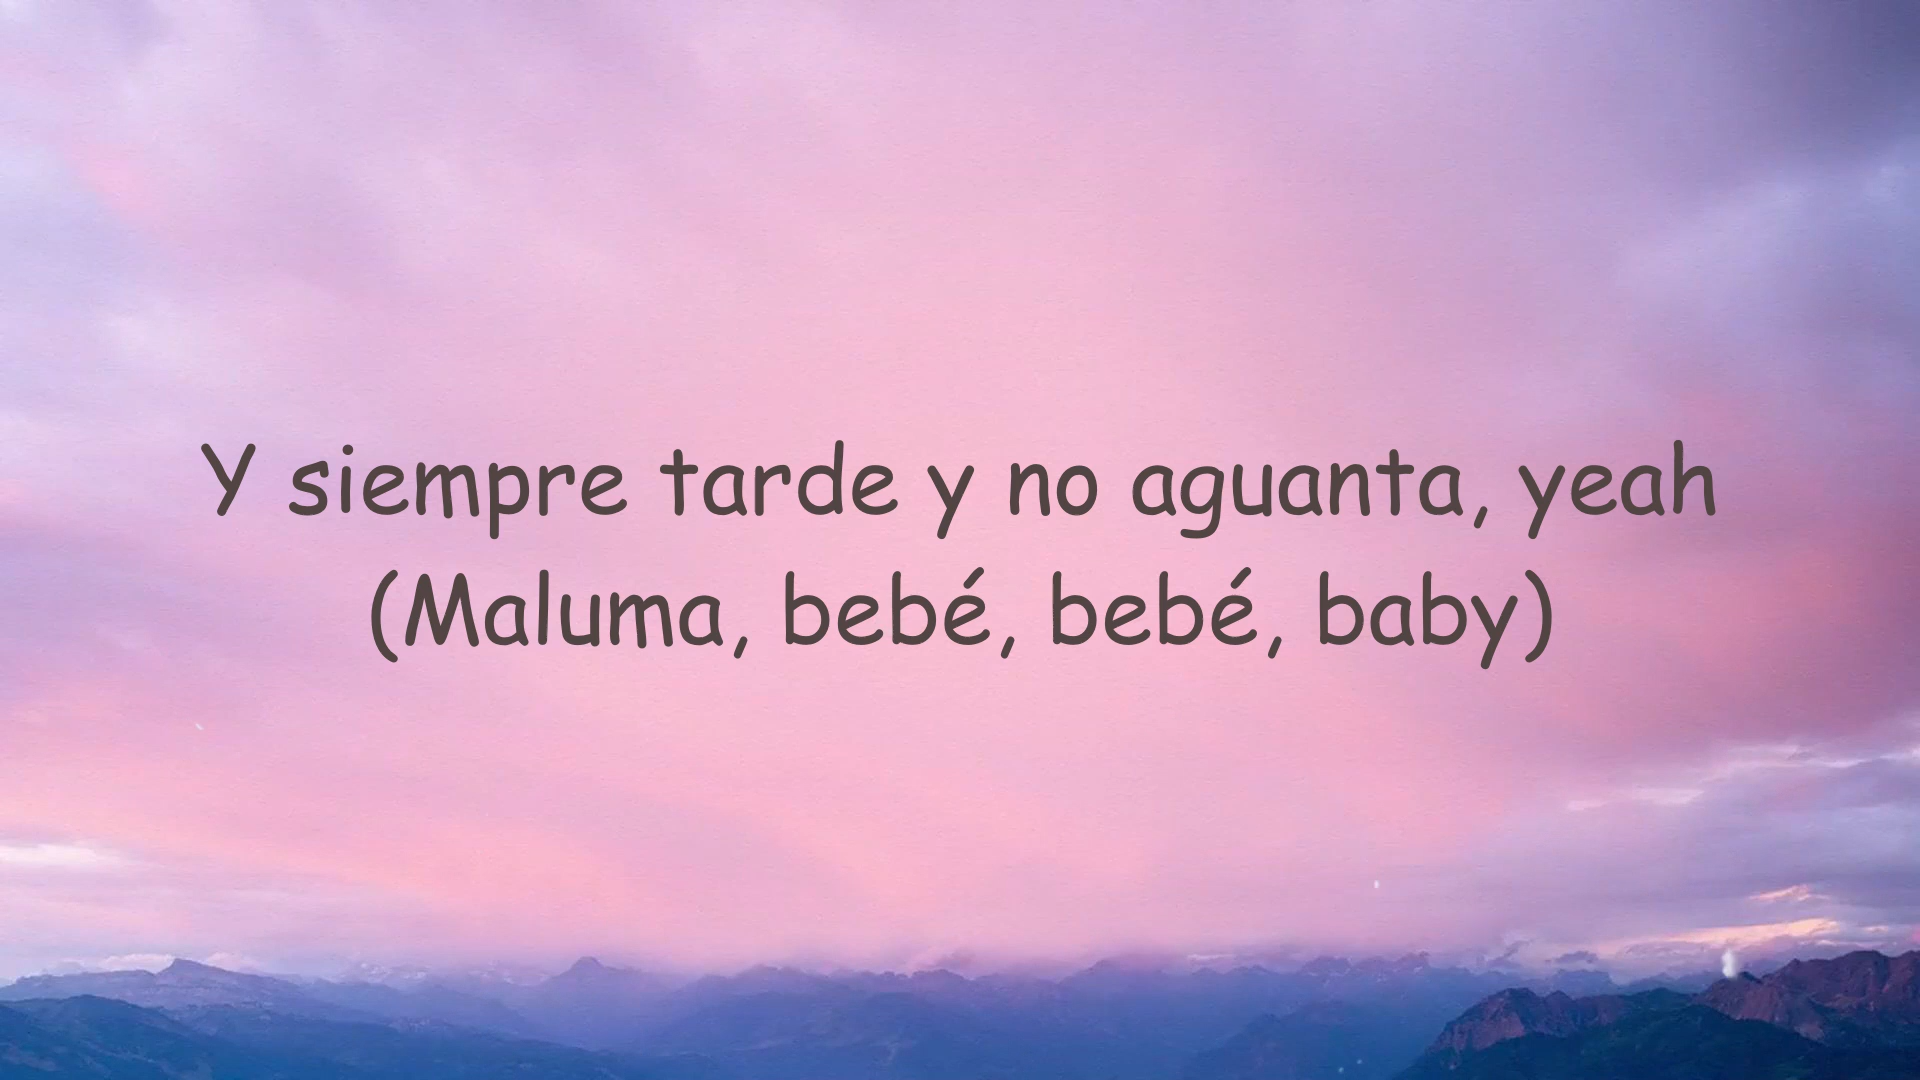 Y siempre tarde y no aguanta, yeah
(Maluma, bebé, bebé, baby)